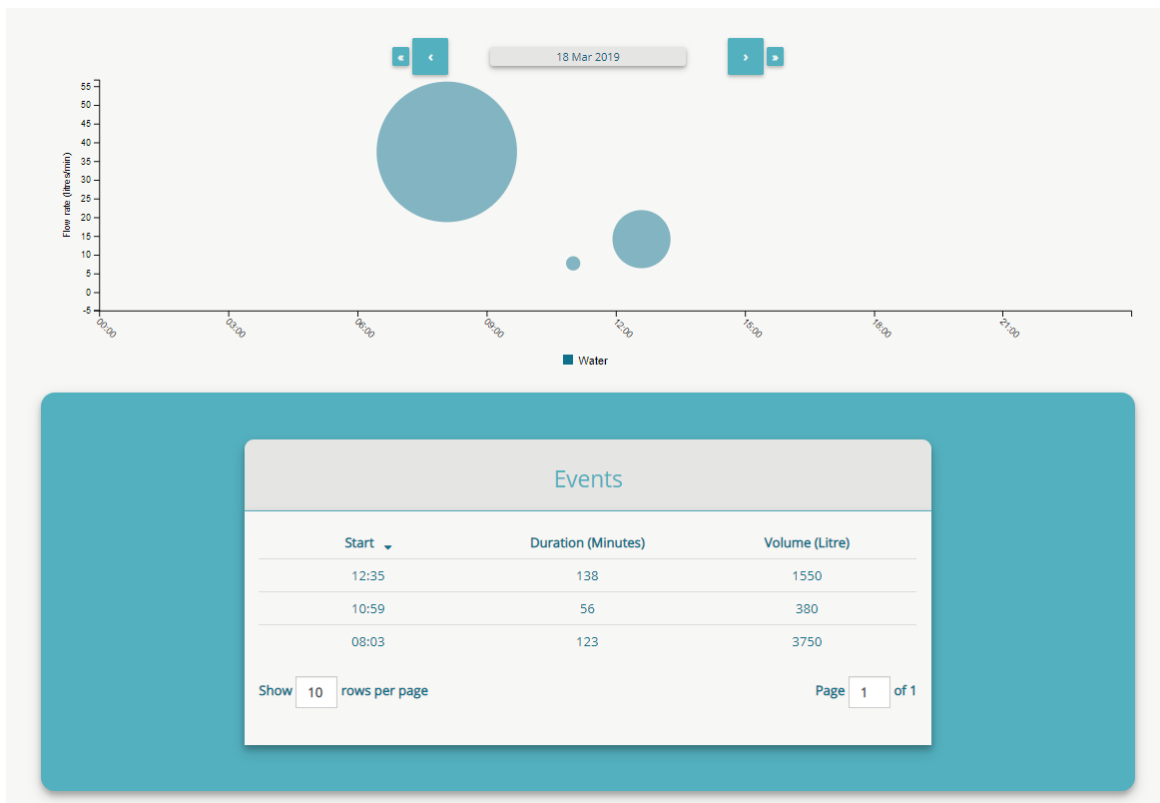 « ‹ 18 Mar 2019 › »
Flow rate (litres/min)
55
50
45
40
35
30
25
20
15
10
5
0
-5
00:00 03:00 06:00 09:00 12:00 15:00 18:00 21:00
Water
Events
Start Duration (Minutes) Volume (Litre)
12:35 138 1550
10:59 56 380
08:03 123 3750
Show 10 rows per page Page 1 of 1